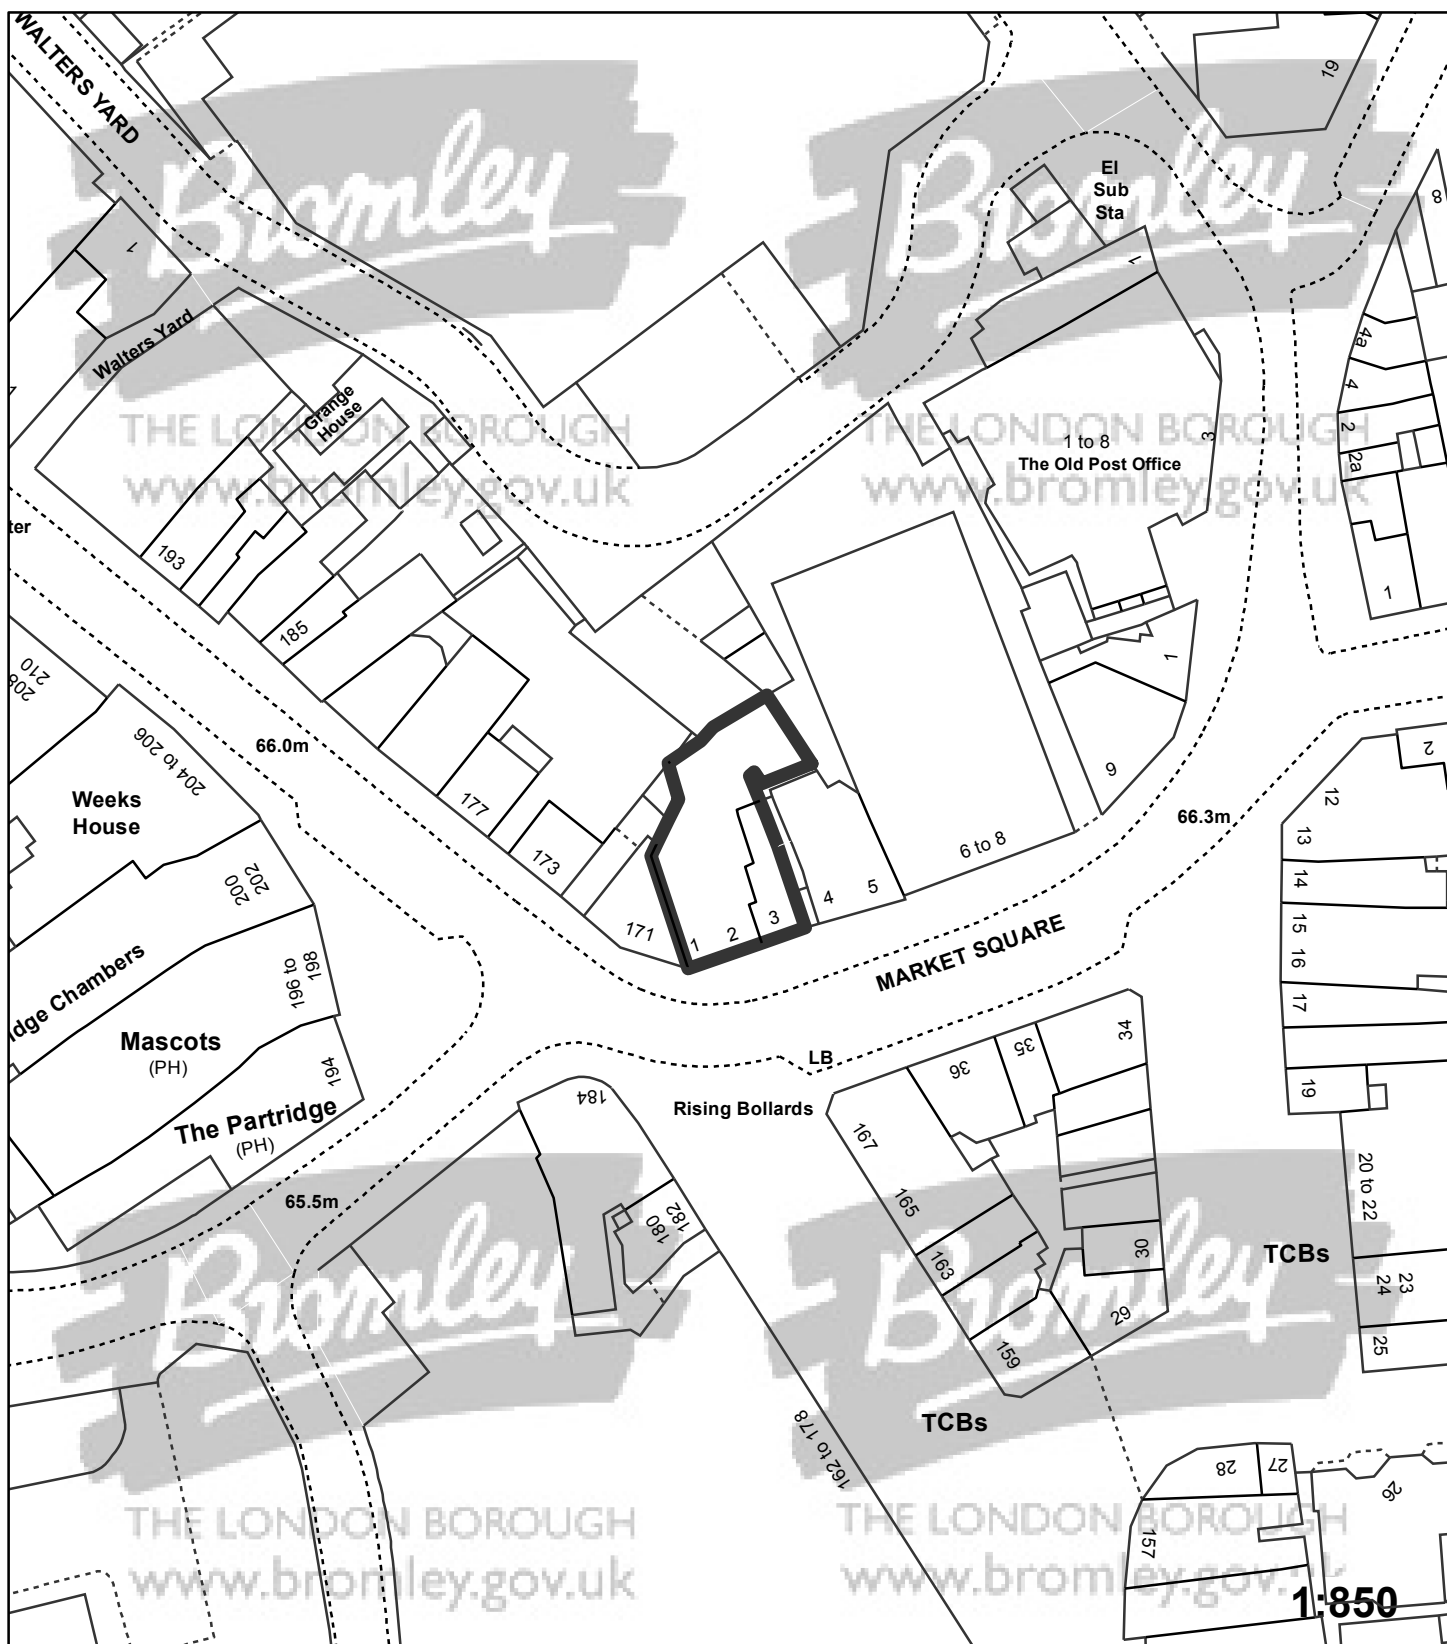 WALTERS YARD
19
El
Sub
Sta
8
1
1
Walters Yard
4a
Grange
House
4
2
2a
3
1 to 8
The Old Post Office
193
1
185
7
210
208
204 to 206
66.0m
2
Weeks
House
9
12
177
66.3m
13
173
6 to 8
202
200
14
4
5
3
171
2
1
15
MARKET SQUARE
16
198
196 to
17
idge Chambers
Mascots
(PH)
34
35
36
LB
194
19
184
Rising Bollards
The Partridge
(PH)
167
20 to 22
65.5m
165
182
180
30
TCBs
163
23
24
29
25
159
TCBs
162 to 178
28
27
26
157
1:850
Bromley
THE LONDON BOROUGH
www.bromley.gov.uk
Bromley
THE LONDON BOROUGH
www.bromley.gov.uk
Bromley
THE LONDON BOROUGH
www.bromley.gov.uk
Bromley
THE LONDON BOROUGH
www.bromley.gov.uk